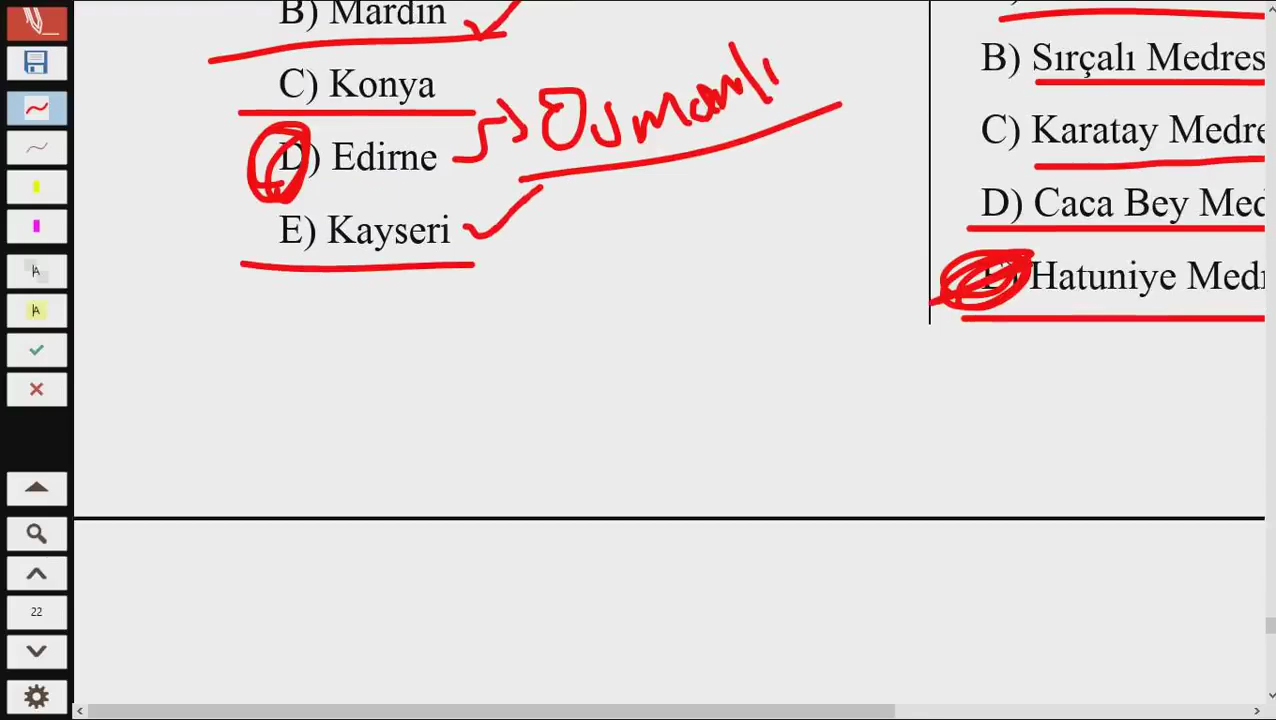 B) Mardin
C) Konya
D) Edirne
E) Kayseri
Osmanlı
B) Sırçalı Medres
C) Karatay Medre
D) Caca Bey Med
E) Hatuniye Med
22